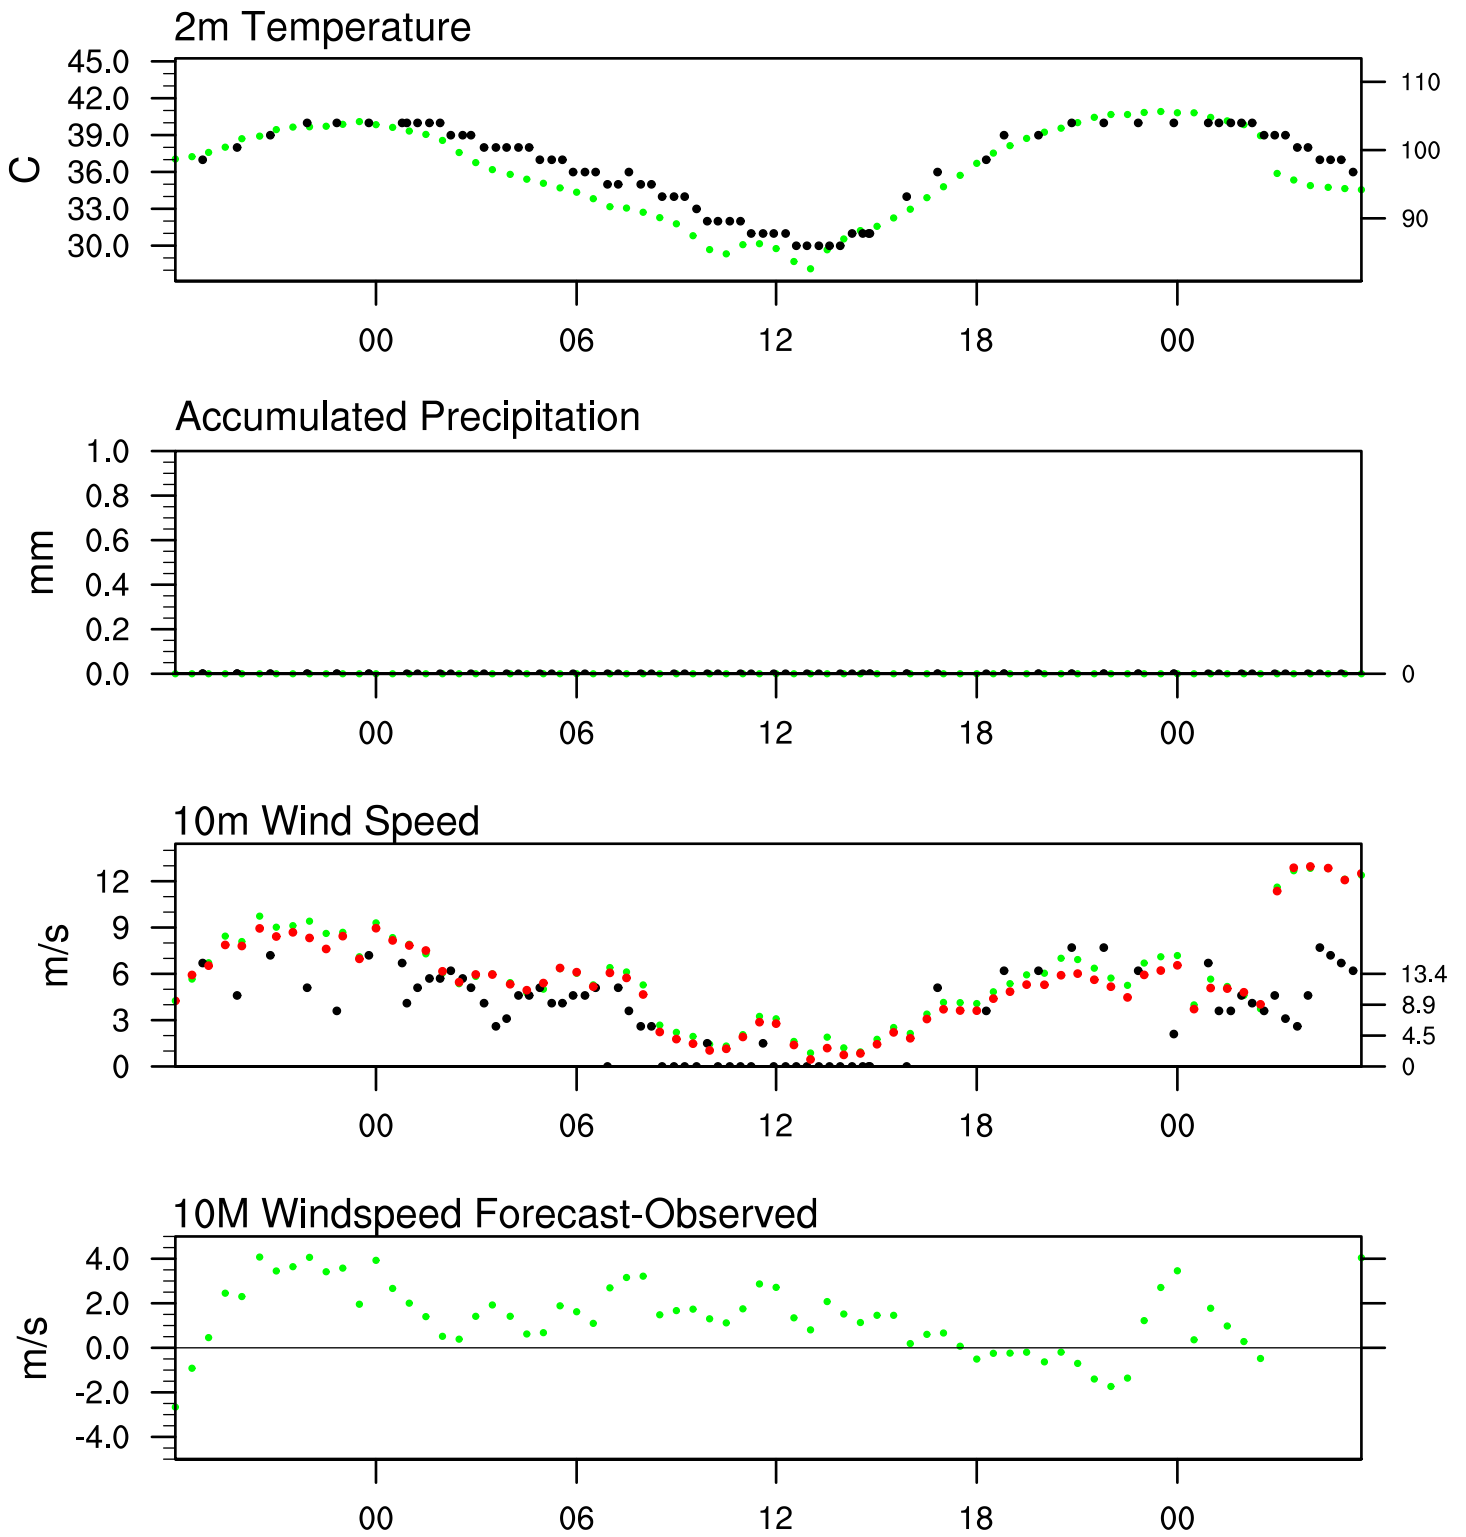 2m Temperature
45.0
42.0
39.0
36.0
33.0
30.0
C
110
100
90
00 06 12 18 00
Accumulated Precipitation
1.0
0.8
0.6
0.4
0.2
0.0
mm
0
00 06 12 18 00
10m Wind Speed
12
9
6
3
0
m/s
13.4
8.9
4.5
0
00 06 12 18 00
10M Windspeed Forecast-Observed
4.0
2.0
0.0
-2.0
-4.0
m/s
00 06 12 18 00